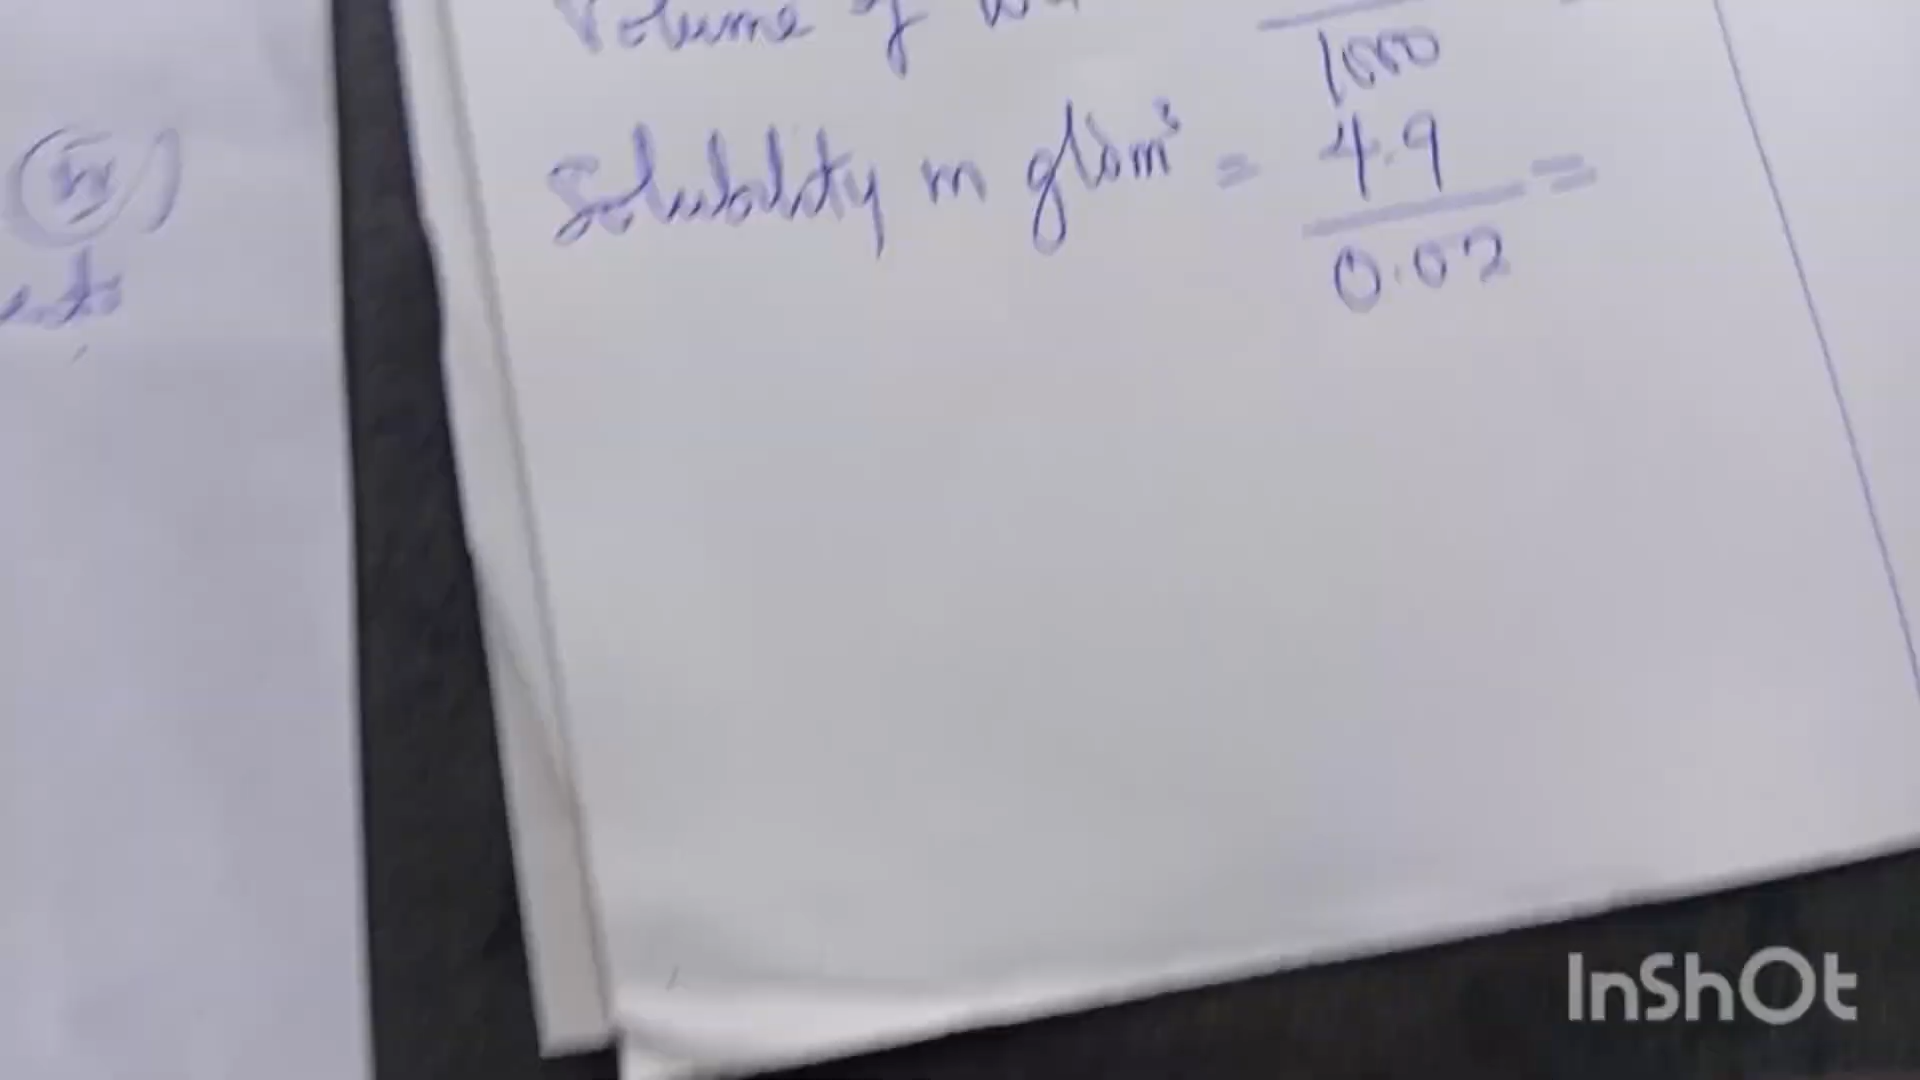 Volume of
1000
Solubility in g/dm³ = 4.9 =
0.02
InShOt